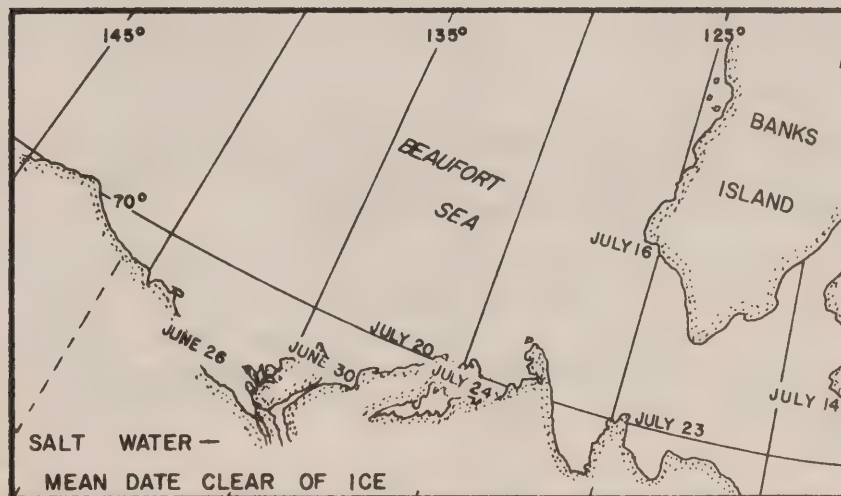 145°
135°
125°
BANKS
ISLAND
BEAUFORT
SEA
70°
JULY 16
JUNE 26
JUNE 30
JULY 20
JULY 24
JULY 14
JULY 23
SALT WATER —
MEAN DATE CLEAR OF ICE